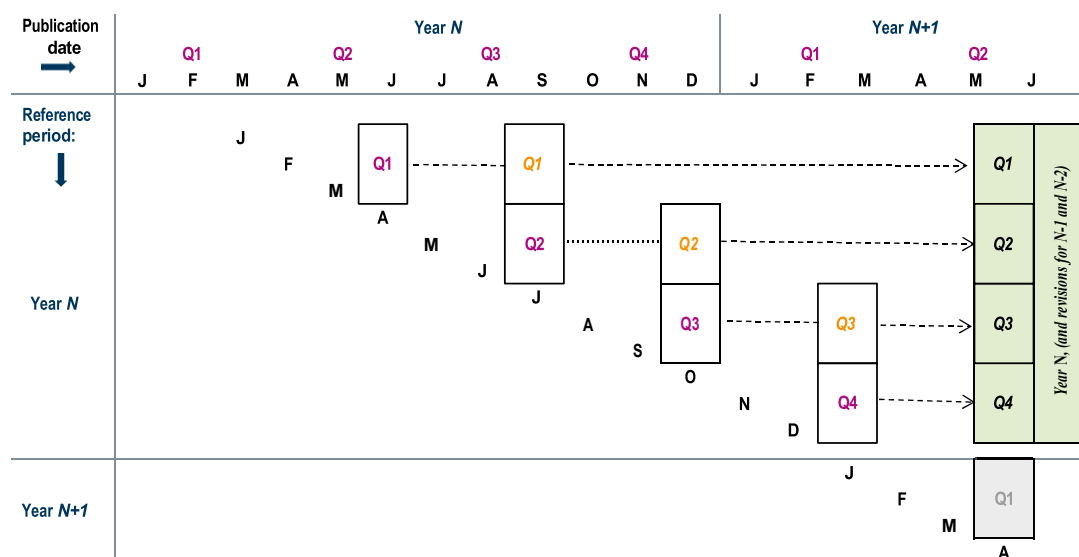 Publication date
Year N
Year N+1
Q1 Q2 Q3 Q4 Q1 Q2
J F M A M J J A S O N D J F M A M J
Reference period:
J
F Q1 Q1 Q1
M
A
M Q2 Q2 Q2
J
Year N
J
A Q3 Q3 Q3
S
O
N Q4 Q4
D
Year N, (and revisions for N-1 and N-2)
J
Year N+1
F Q1
M
A